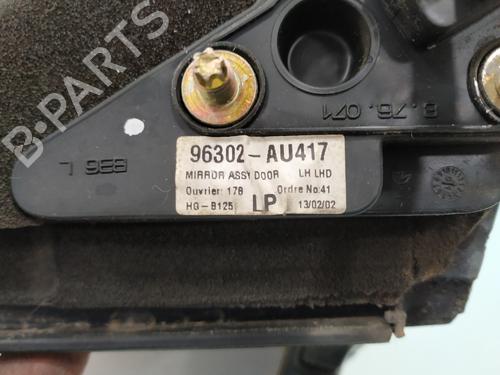 B-PARTS
8.76.071
B36 L
96302-AU417
MIRROR ASSY DOOR LH LHD
Ouvrier: 178 Ordre No: 41
HG-B125 LP 13/02/02